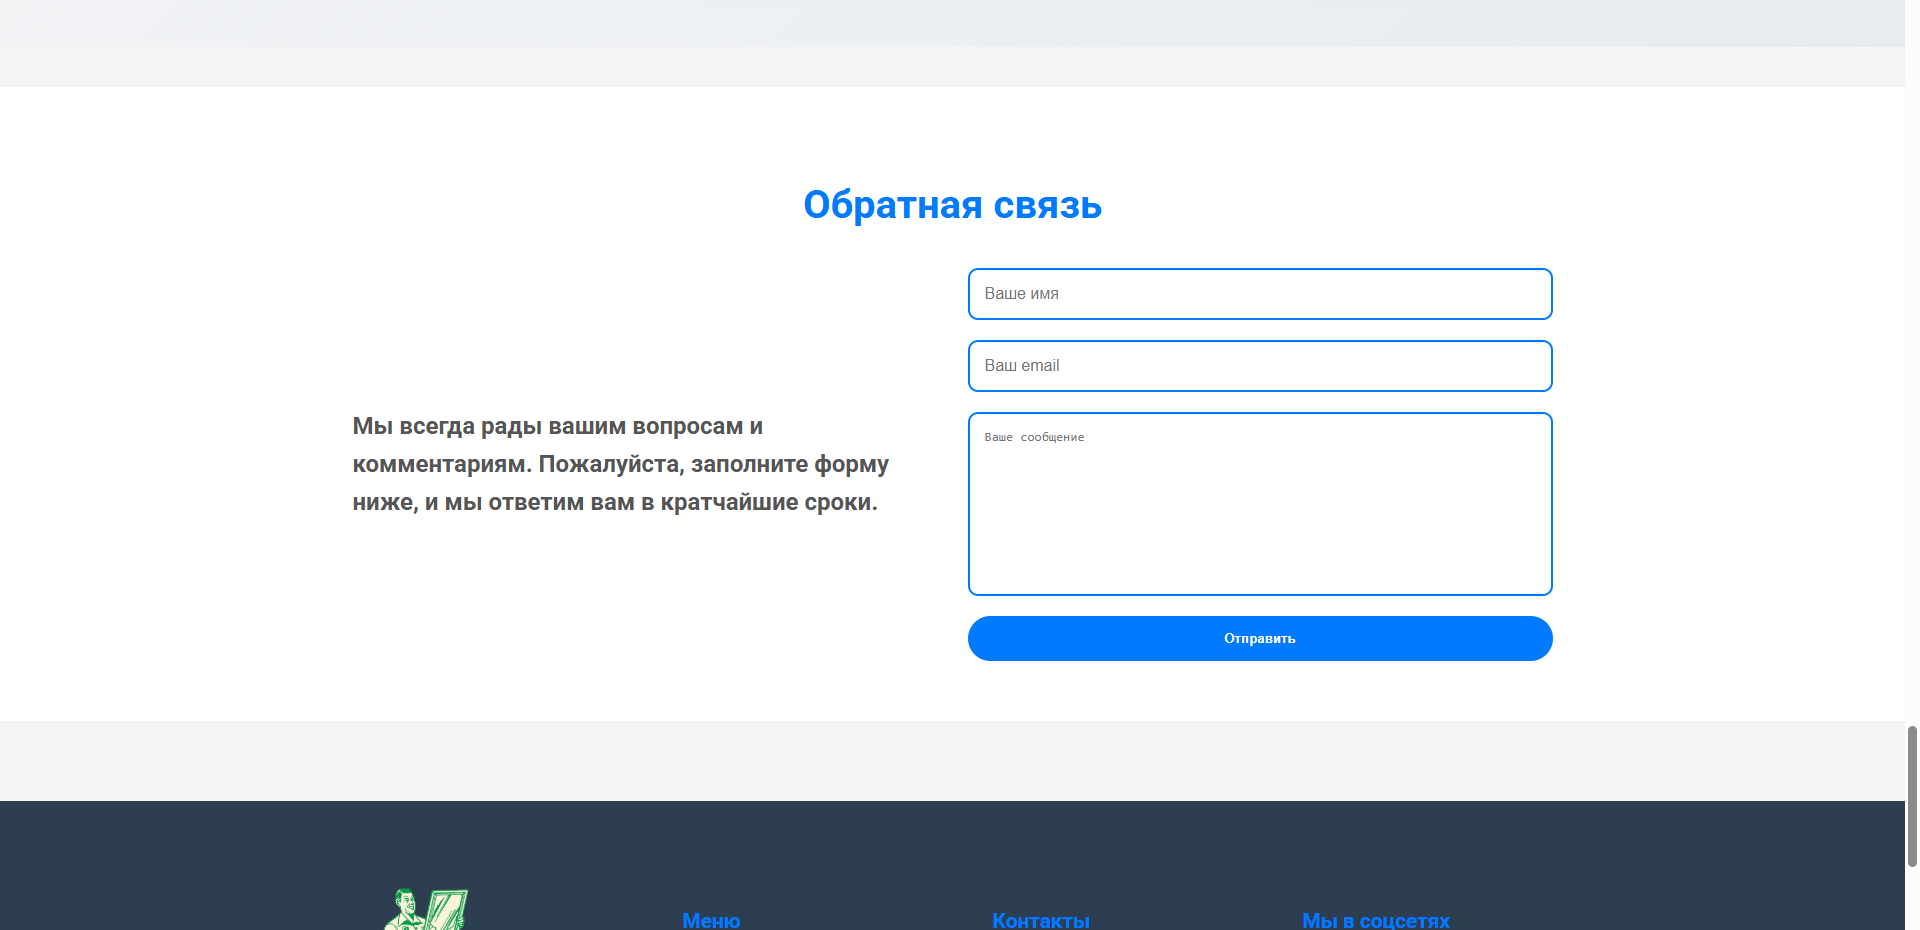 Обратная связь
Мы всегда рады вашим вопросам и
комментариям. Пожалуйста, заполните форму
ниже, и мы ответим вам в кратчайшие сроки.
Ваше имя
Ваш email
Ваше сообщение
Отправить
Меню
Контакты
Мы в соцсетях